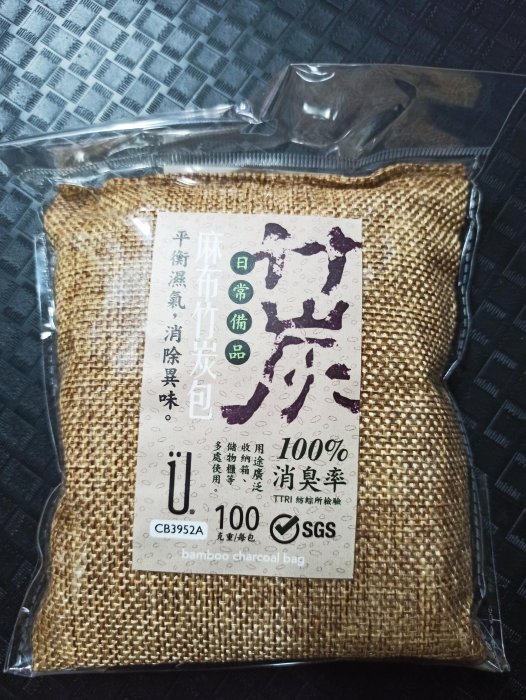 竹炭
日常備品
麻布竹炭包
平衡濕氣，消除異味。
用途廣泛。
收納箱、
儲物櫃等
多處使用。
100%
消臭率
TTRI 紡綜所檢驗
Ü.
CB3952A
100
克重/每包
SGS
bamboo charcoal bag